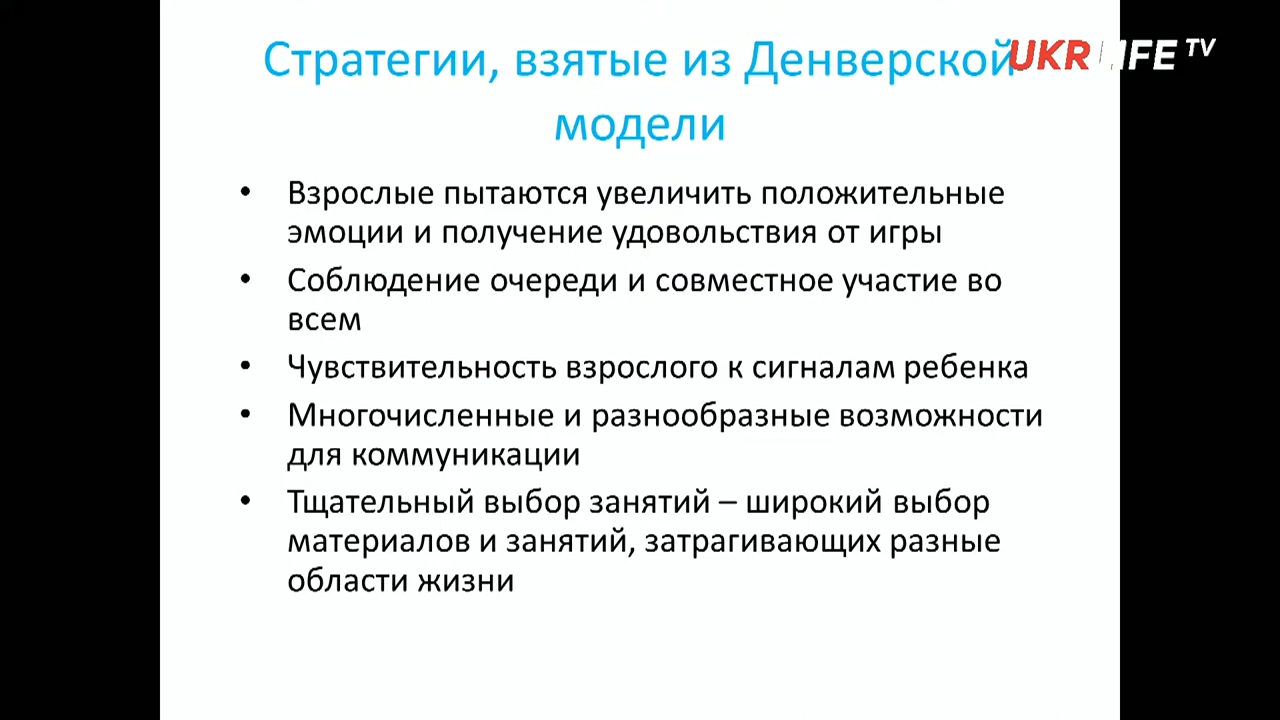 Стратегии, взятые из Денверской
UKRLIFE TV
модели
• Взрослые пытаются увеличить положительные
эмоции и получение удовольствия от игры
• Соблюдение очереди и совместное участие во
всем
• Чувствительность взрослого к сигналам ребенка
• Многочисленные и разнообразные возможности
для коммуникации
• Тщательный выбор занятий – широкий выбор
материалов и занятий, затрагивающих разные
области жизни